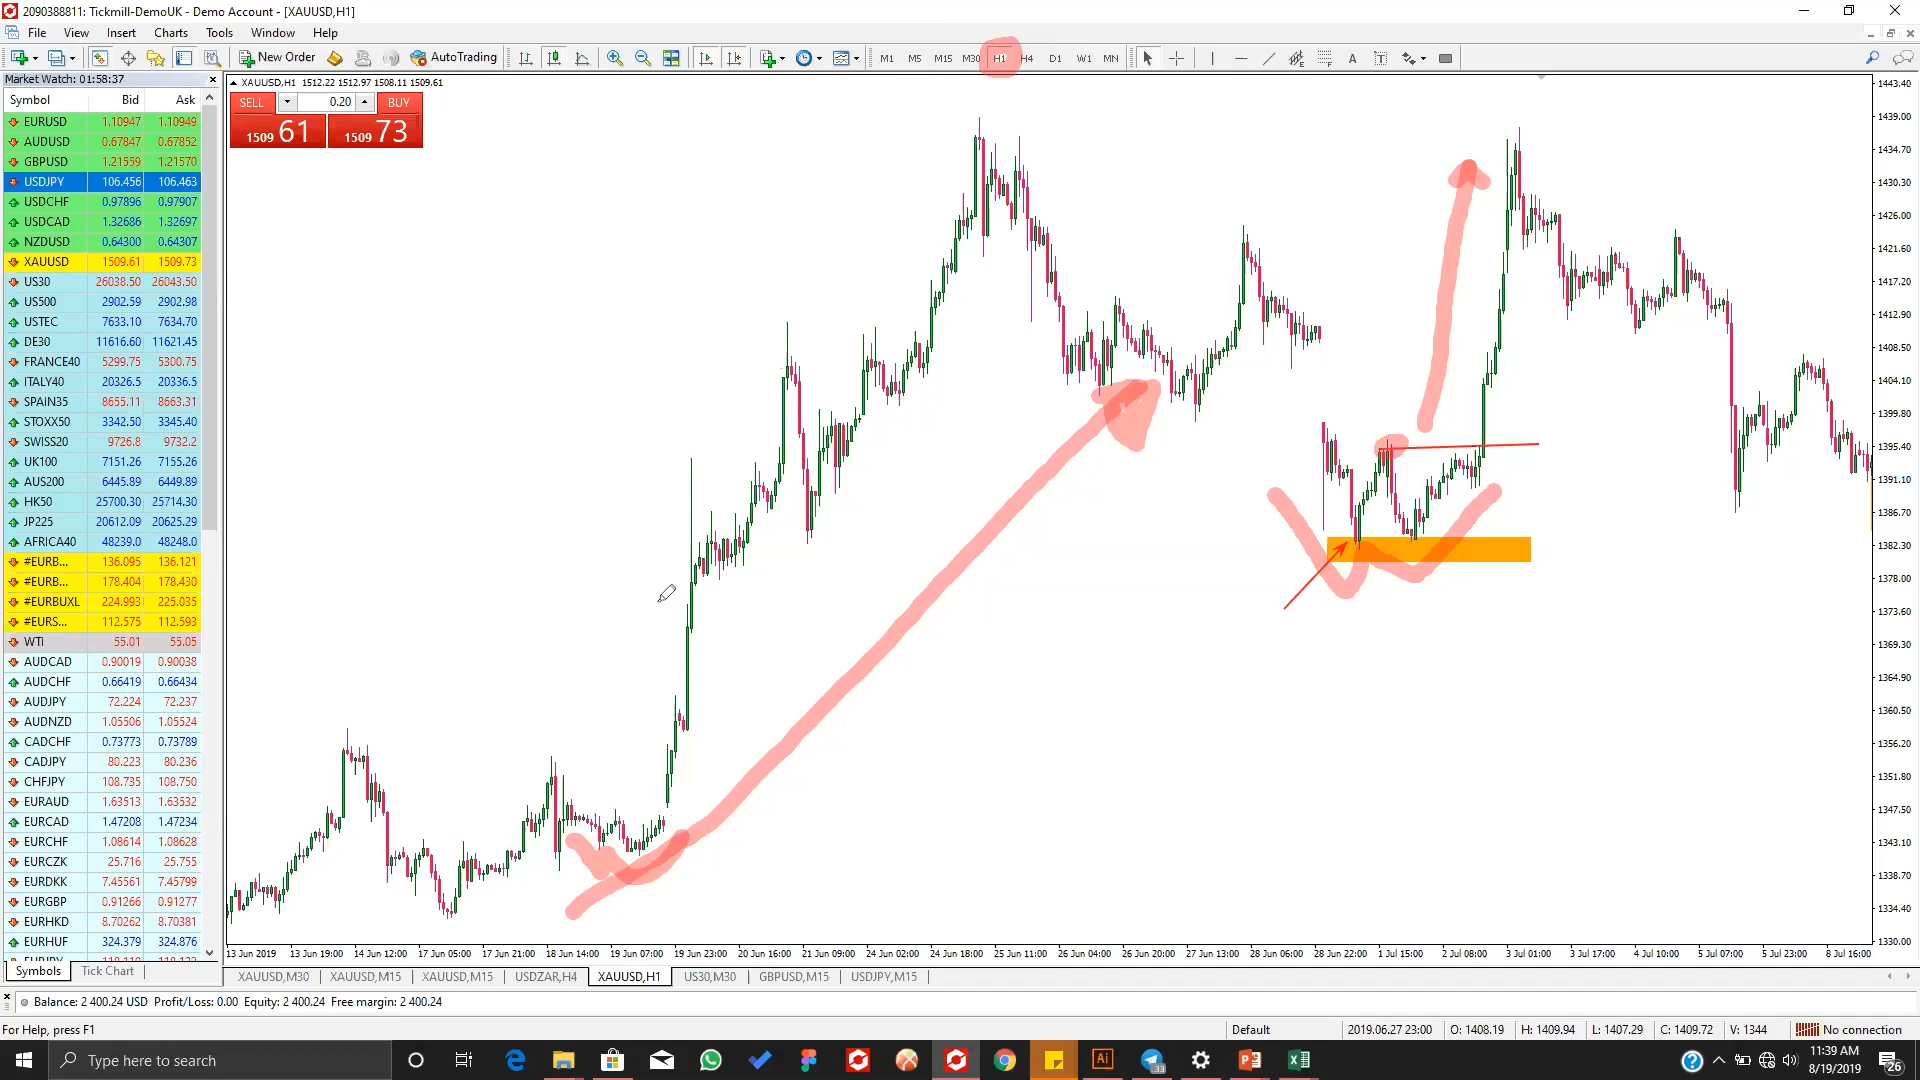 2090388811: Tickmill-DemoUK - Demo Account - [XAUUSD,H1]
File View Insert Charts Tools Window Help
New Order AutoTrading M1 M5 M15 M30 H1 H4 D1 W1 MN
Market Watch: 01:58:37
Symbol Bid Ask
EURUSD 1.10947 1.10949
AUDUSD 0.67847 0.67852
GBPUSD 1.21559 1.21570
USDJPY 106.456 106.463
USDCHF 0.97896 0.97907
USDCAD 1.32686 1.32697
NZDUSD 0.64300 0.64307
XAUUSD 1509.61 1509.73
US30 26038.50 26043.50
US500 2902.59 2902.98
USTEC 7633.10 7634.70
DE30 11616.60 11621.45
FRANCE40 5299.75 5300.75
ITALY40 20326.5 20336.5
SPAIN35 8655.11 8663.31
STOXX50 3342.50 3345.40
SWISS20 9726.8 9732.2
UK100 7151.26 7155.26
AUS200 6445.89 6449.89
HK50 25700.30 25714.30
JP225 20612.09 20625.29
AFRICA40 48239.0 48248.0
#EURB... 136.095 136.121
#EURB... 178.404 178.430
#EURBUXL 224.993 225.035
#EURS... 112.575 112.593
WTI 55.01 55.05
AUDCAD 0.90019 0.90038
AUDCHF 0.66419 0.66434
AUDJPY 72.224 72.237
AUDNZD 1.05506 1.05524
CADCHF 0.73773 0.73789
CADJPY 80.223 80.236
CHFJPY 108.735 108.750
EURAUD 1.63513 1.63532
EURCAD 1.47208 1.47234
EURCHF 1.08614 1.08628
EURCZK 25.716 25.755
EURDKK 7.45561 7.45799
EURGBP 0.91266 0.91277
EURHKD 8.70262 8.70381
EURHUF 324.379 324.876
Symbols Tick Chart
XAUUSD,H1 1512.22 1512.97 1508.11 1509.61
SELL 0.20 BUY
1509 61 1509 73
1443.40
1439.00
1434.70
1430.30
1426.00
1421.60
1417.20
1412.90
1408.50
1404.10
1399.80
1395.40
1391.10
1386.70
1382.30
1378.00
1373.60
1369.30
1364.90
1360.50
1356.20
1351.80
1347.50
1343.10
1338.70
1334.40
1330.00
13 Jun 2019 13 Jun 19:00 14 Jun 12:00 17 Jun 05:00 17 Jun 21:00 18 Jun 14:00 19 Jun 07:00 19 Jun 23:00 20 Jun 16:00 21 Jun 09:00 24 Jun 02:00 24 Jun 18:00 25 Jun 11:00 26 Jun 04:00 26 Jun 20:00 27 Jun 13:00 28 Jun 06:00 28 Jun 22:00 1 Jul 15:00 2 Jul 08:00 3 Jul 01:00 3 Jul 17:00 4 Jul 10:00 5 Jul 07:00 5 Jul 23:00 8 Jul 16:00
XAUUSD,M30 XAUUSD,M15 XAUUSD,M15 USDZAR,H4 XAUUSD,H1 US30,M30 GBPUSD,M15 USDJPY,M15
Balance: 2 400.24 USD Profit/Loss: 0.00 Equity: 2 400.24 Free margin: 2 400.24
For Help, press F1 Default 2019.06.27 23:00 O: 1408.19 H: 1409.94 L: 1407.29 C: 1409.72 V: 1344 No connection
Type here to search
11:39 AM
8/19/2019
26
33